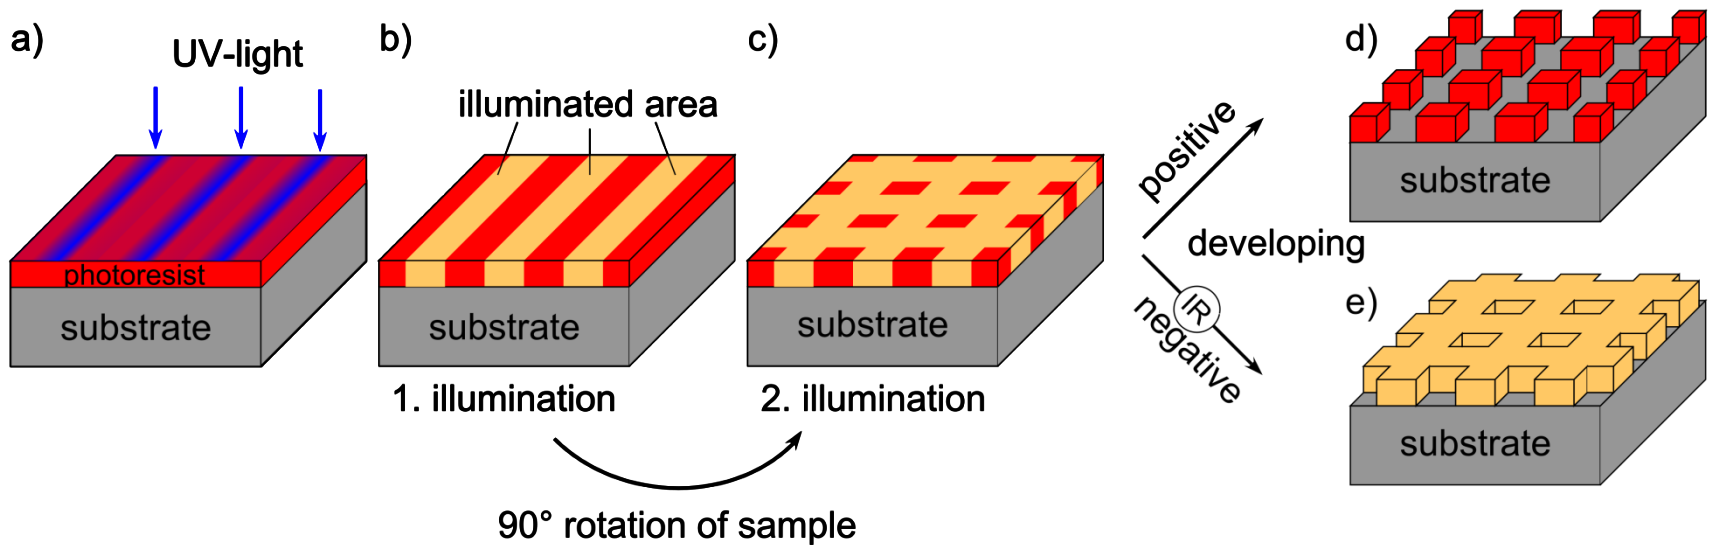 a)
UV-light
photoresist
substrate
b)
illuminated area
substrate
1. illumination
c)
substrate
2. illumination
90° rotation of sample
positive
developing
IR
negative
d)
substrate
e)
substrate